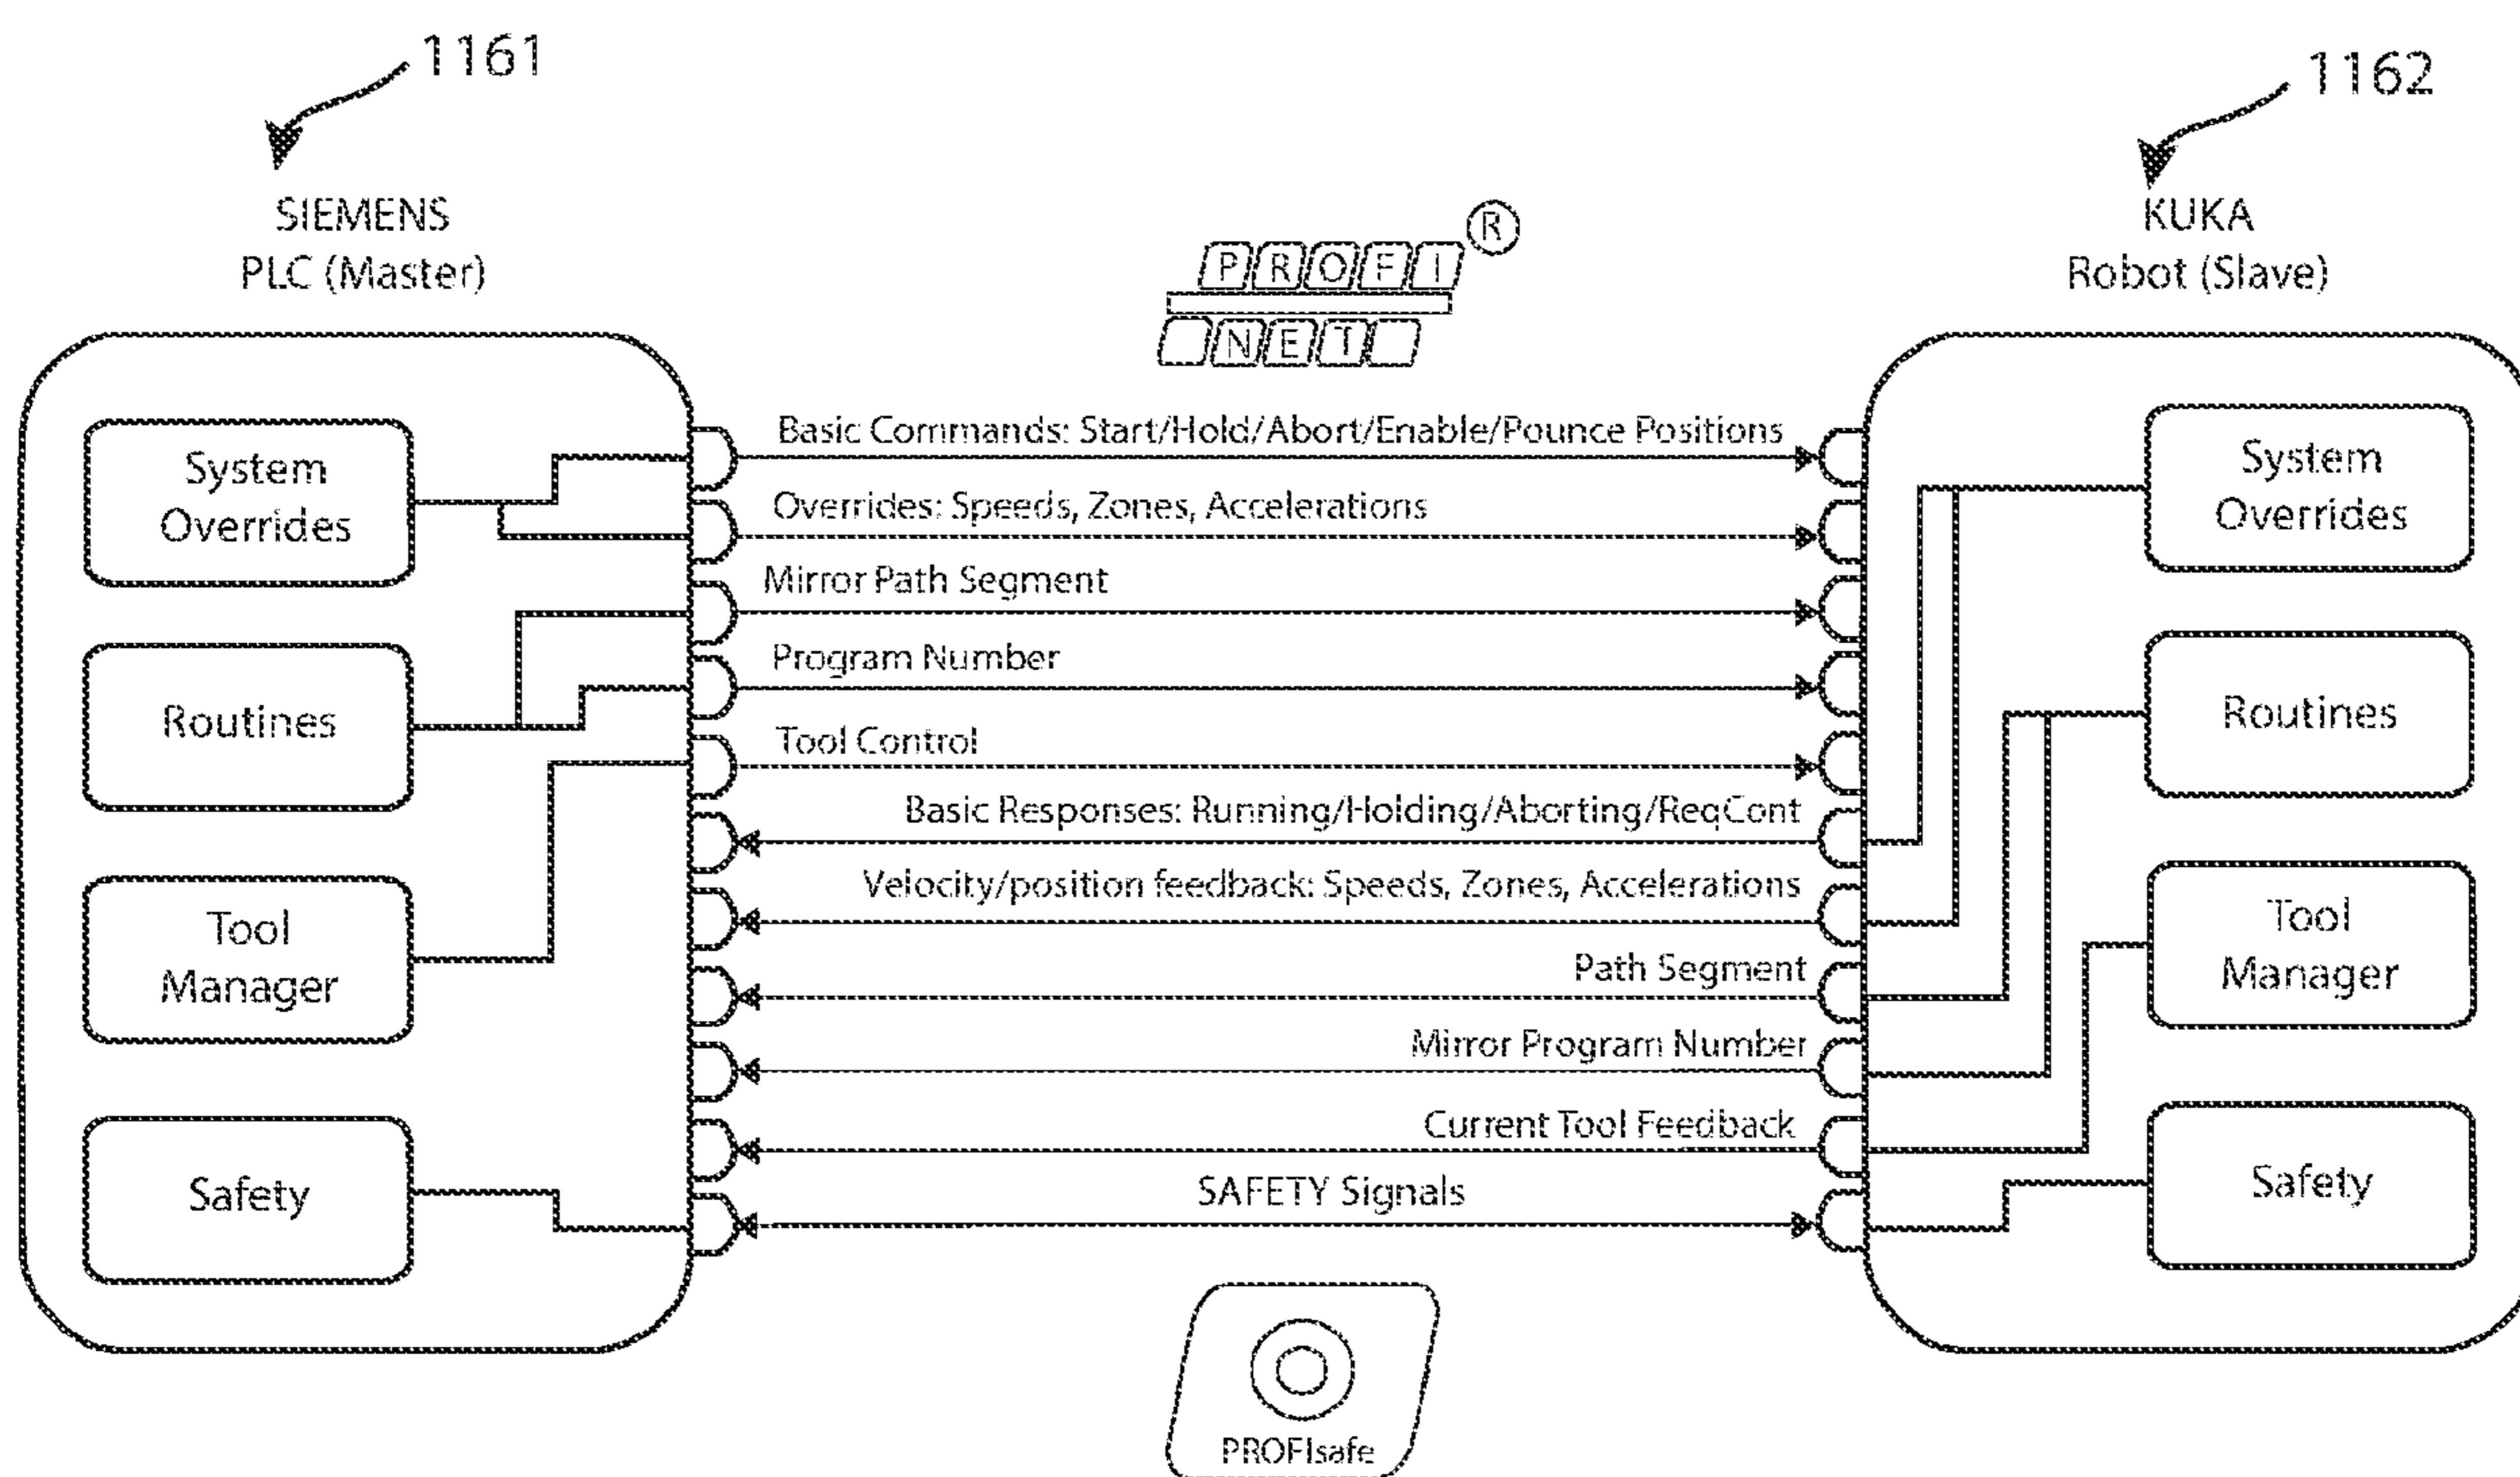 1161
1162
SIEMENS
PLC (Master)
PROFI®
NET
KUKA
Robot (Slave)
System
Overrides
Routines
Tool
Manager
Safety
Basic Commands: Start/Hold/Abort/Enable/Pounce Positions
Overrides: Speeds, Zones, Accelerations
Mirror Path Segment
Program Number
Tool Control
Basic Responses: Running/Holding/Aborting/ReqCont
Velocity/position feedback: Speeds, Zones, Accelerations
Path Segment
Mirror Program Number
Current Tool Feedback
SAFETY Signals
System
Overrides
Routines
Tool
Manager
Safety
PROFIsafe